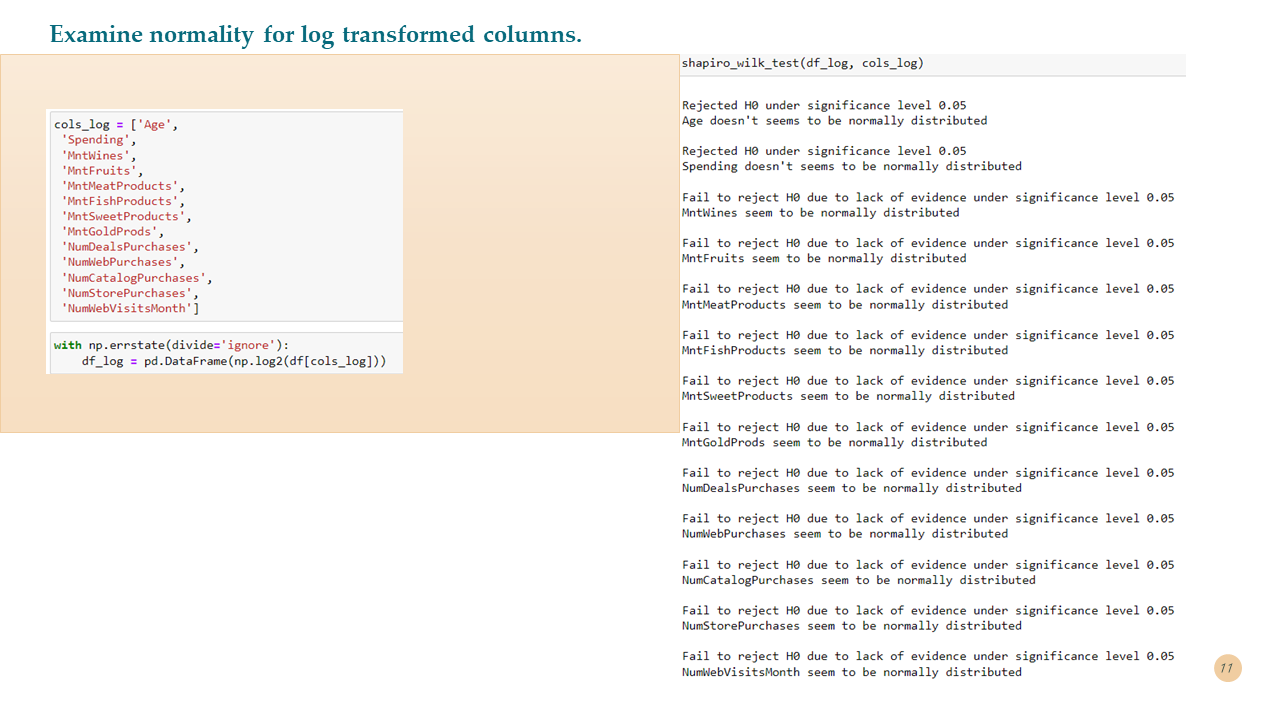 Examine normality for log transformed columns.
cols_log = ['Age',
'Spending',
'MntWines',
'MntFruits',
'MntMeatProducts',
'MntFishProducts',
'MntSweetProducts',
'MntGoldProds',
'NumDealsPurchases',
'NumWebPurchases',
'NumCatalogPurchases',
'NumStorePurchases',
'NumWebVisitsMonth']
with np.errstate(divide='ignore'):
df_log = pd.DataFrame(np.log2(df[cols_log]))
shapiro_wilk_test(df_log, cols_log)
Rejected H0 under significance level 0.05
Age doesn't seems to be normally distributed
Rejected H0 under significance level 0.05
Spending doesn't seems to be normally distributed
Fail to reject H0 due to lack of evidence under significance level 0.05
MntWines seem to be normally distributed
Fail to reject H0 due to lack of evidence under significance level 0.05
MntFruits seem to be normally distributed
Fail to reject H0 due to lack of evidence under significance level 0.05
MntMeatProducts seem to be normally distributed
Fail to reject H0 due to lack of evidence under significance level 0.05
MntFishProducts seem to be normally distributed
Fail to reject H0 due to lack of evidence under significance level 0.05
MntSweetProducts seem to be normally distributed
Fail to reject H0 due to lack of evidence under significance level 0.05
MntGoldProds seem to be normally distributed
Fail to reject H0 due to lack of evidence under significance level 0.05
NumDealsPurchases seem to be normally distributed
Fail to reject H0 due to lack of evidence under significance level 0.05
NumWebPurchases seem to be normally distributed
Fail to reject H0 due to lack of evidence under significance level 0.05
NumCatalogPurchases seem to be normally distributed
Fail to reject H0 due to lack of evidence under significance level 0.05
NumStorePurchases seem to be normally distributed
Fail to reject H0 due to lack of evidence under significance level 0.05
NumWebVisitsMonth seem to be normally distributed
11